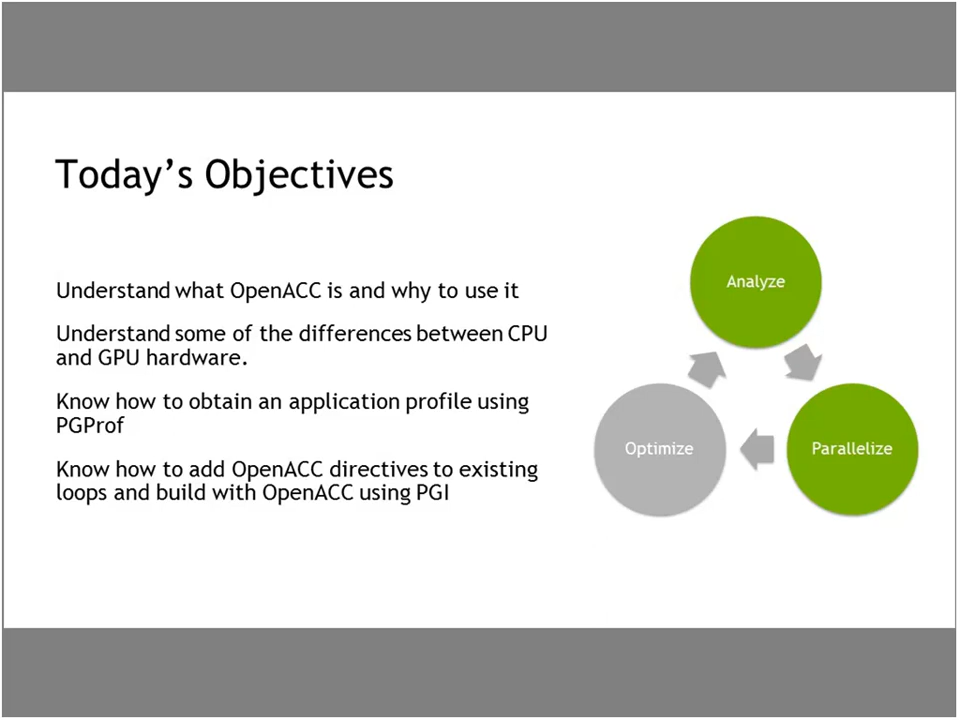 Today’s Objectives
Understand what OpenACC is and why to use it
Understand some of the differences between CPU
and GPU hardware.
Know how to obtain an application profile using
PGProf
Know how to add OpenACC directives to existing
loops and build with OpenACC using PGI
Analyze
Optimize
Parallelize